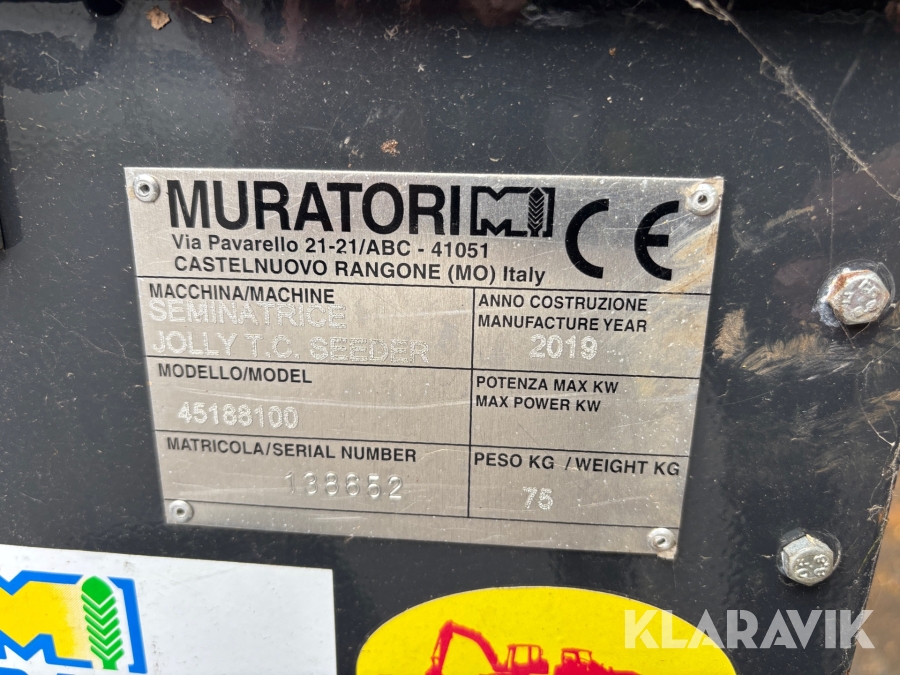 MURATORI
CE
Via Pavarello 21-21/ABC - 41051
CASTELNUOVO RANGONE (MO) Italy
MACCHINA/MACHINE
SEMINATRICE
JOLLY T.C. SEEDER
ANNO COSTRUZIONE
MANUFACTURE YEAR
2019
MODELLO/MODEL
45188100
POTENZA MAX KW
MAX POWER KW
MATRICOLA/SERIAL NUMBER
138852
PESO KG / WEIGHT KG
75
KLARAVIK